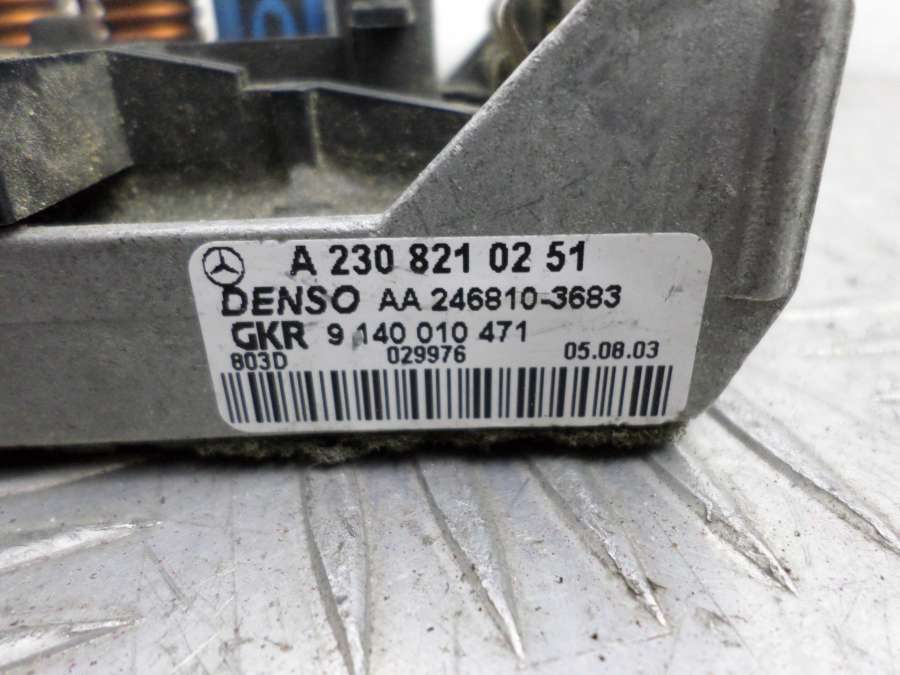 A 230 821 02 51
DENSO AA 246810-3683
GKR 9 140 010 471
803D 029976 05.08.03